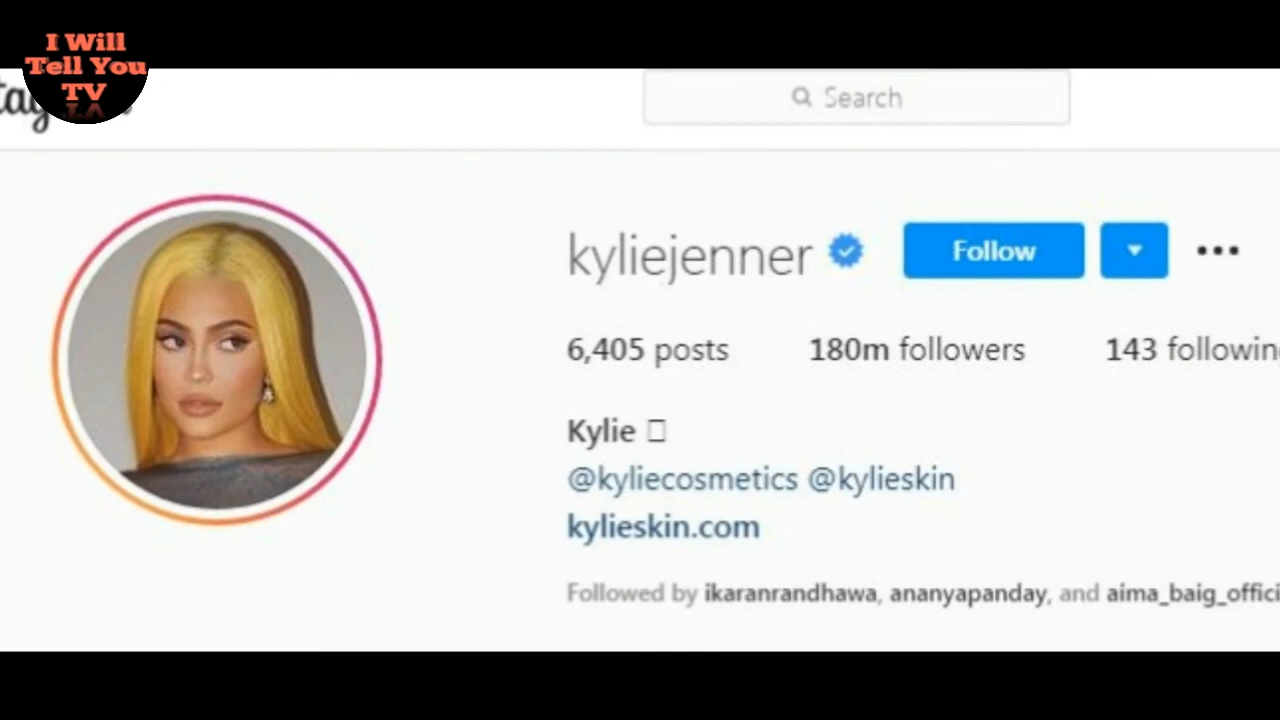 I Will
Tell You
TV
Search
kyliejenner
Follow
6,405 posts 180m followers 143 followin
Kylie
@kyliecosmetics @kylieskin
kylieskin.com
Followed by ikaranrandhawa, ananyapanday, and aima_baig_offici